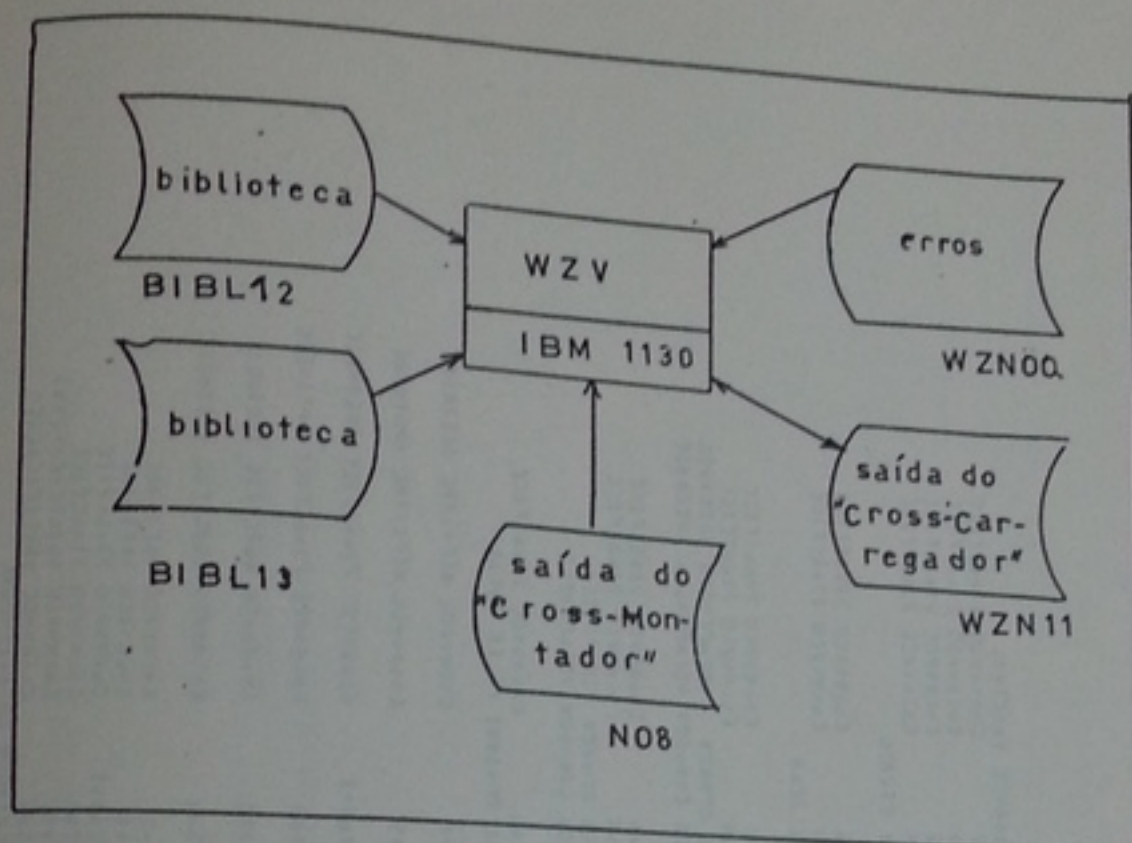 biblioteca
BIBL12
WZV
IBM 1130
erros
WZN00
biblioteca
BIBL13
saída do
"Cross-Mon-
tador"
N08
saída do
"Cross-Car-
regador"
WZN11